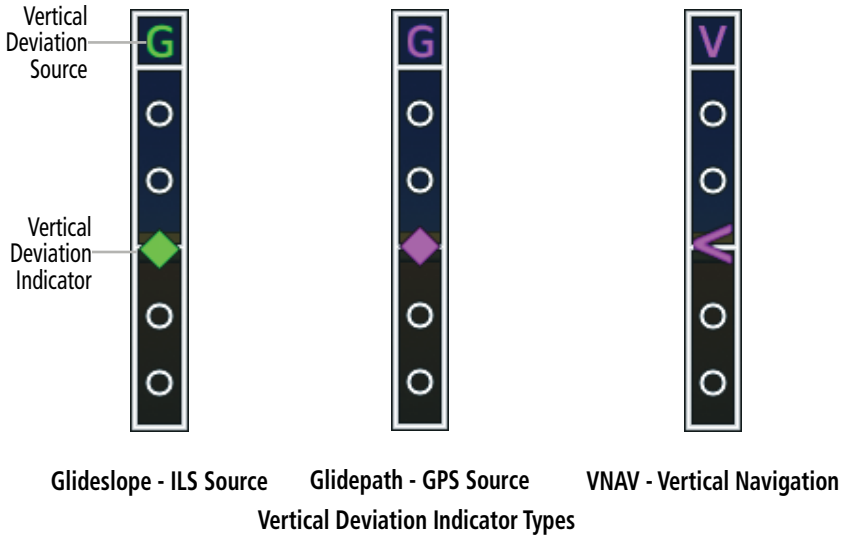 Vertical
Deviation
Source
G
G
V
Vertical
Deviation
Indicator
Glideslope - ILS Source
Glidepath - GPS Source
VNAV - Vertical Navigation
Vertical Deviation Indicator Types